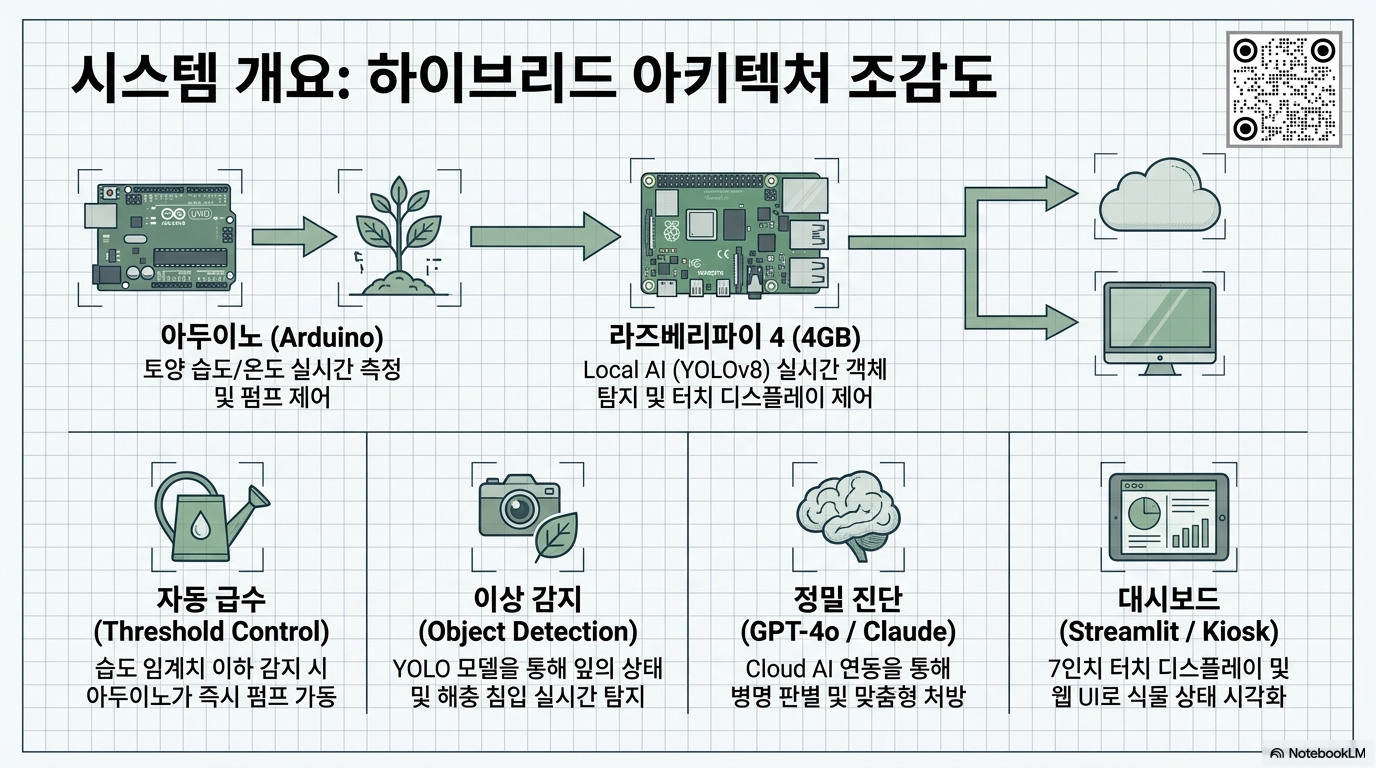 시스템 개요: 하이브리드 아키텍처 조감도
UNO
ARDUINO
아두이노 (Arduino)
토양 습도/온도 실시간 측정
및 펌프 제어
라즈베리파이 4 (4GB)
Local AI (YOLOv8) 실시간 객체
탐지 및 터치 디스플레이 제어
자동 급수
(Threshold Control)
습도 임계치 이하 감지 시
아두이노가 즉시 펌프 가동
이상 감지
(Object Detection)
YOLO 모델을 통해 잎의 상태
및 해충 침입 실시간 탐지
정밀 진단
(GPT-4o / Claude)
Cloud AI 연동을 통해
병명 판별 및 맞춤형 처방
대시보드
(Streamlit / Kiosk)
7인치 터치 디스플레이 및
웹 UI로 식물 상태 시각화
NotebookLM